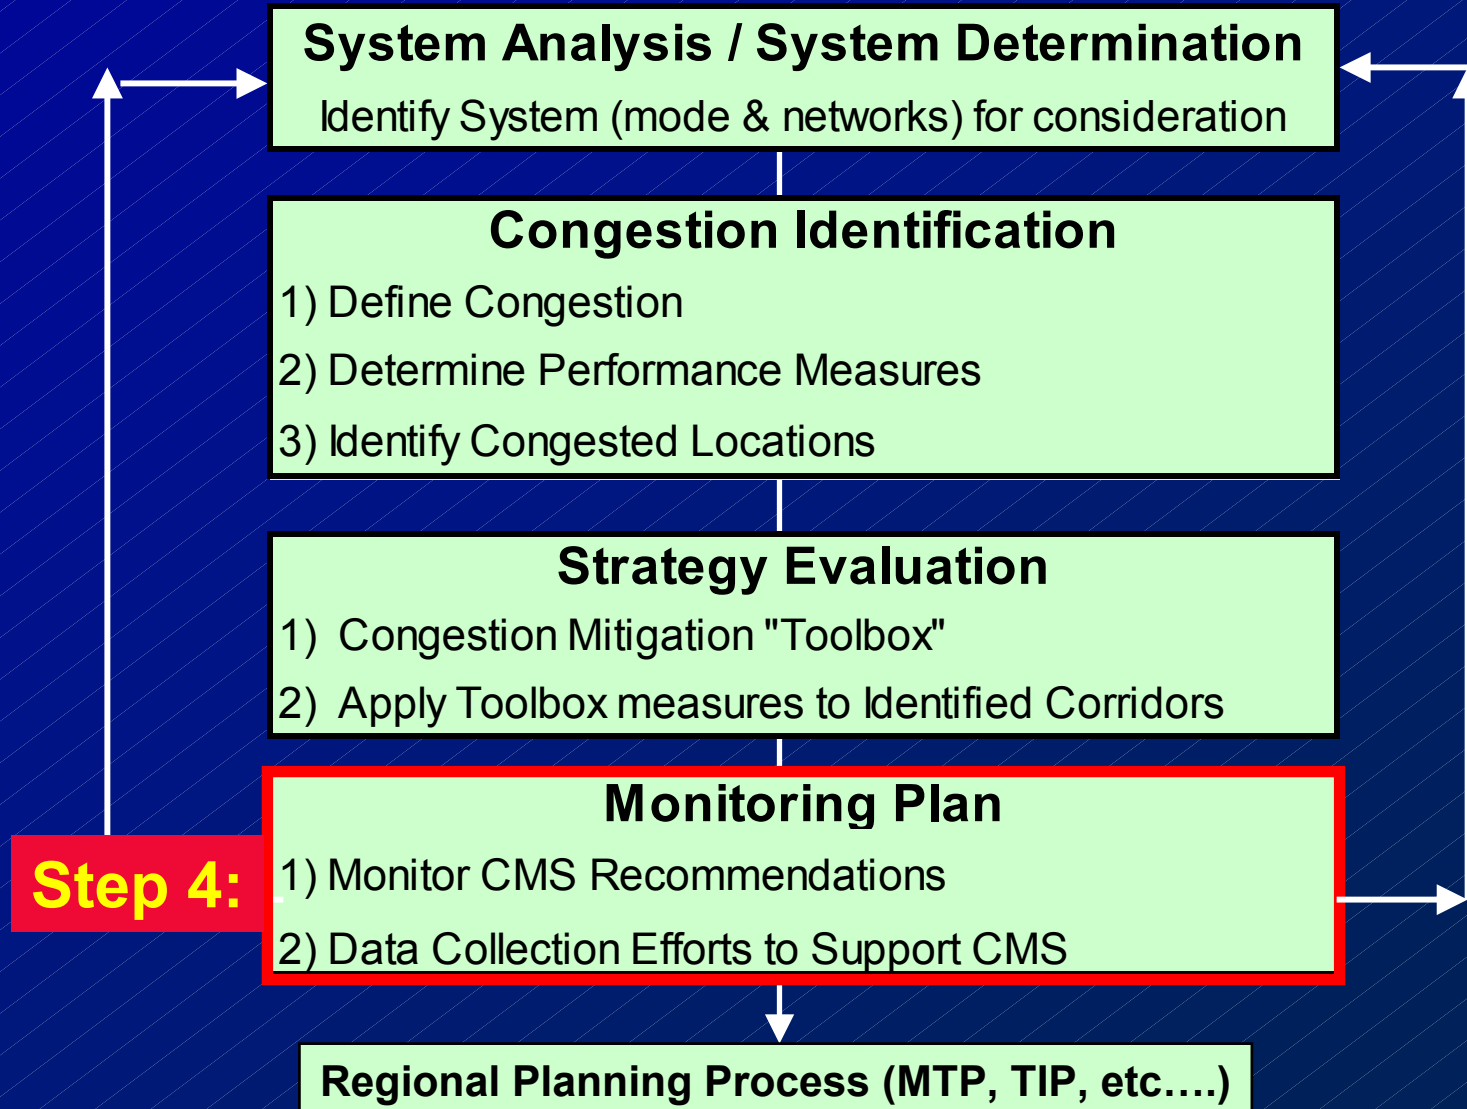 System Analysis / System Determination
Identify System (mode & networks) for consideration
Congestion Identification
1) Define Congestion
2) Determine Performance Measures
3) Identify Congested Locations
Strategy Evaluation
1) Congestion Mitigation "Toolbox"
2) Apply Toolbox measures to Identified Corridors
Monitoring Plan
Step 4:
1) Monitor CMS Recommendations
2) Data Collection Efforts to Support CMS
Regional Planning Process (MTP, TIP, etc....)